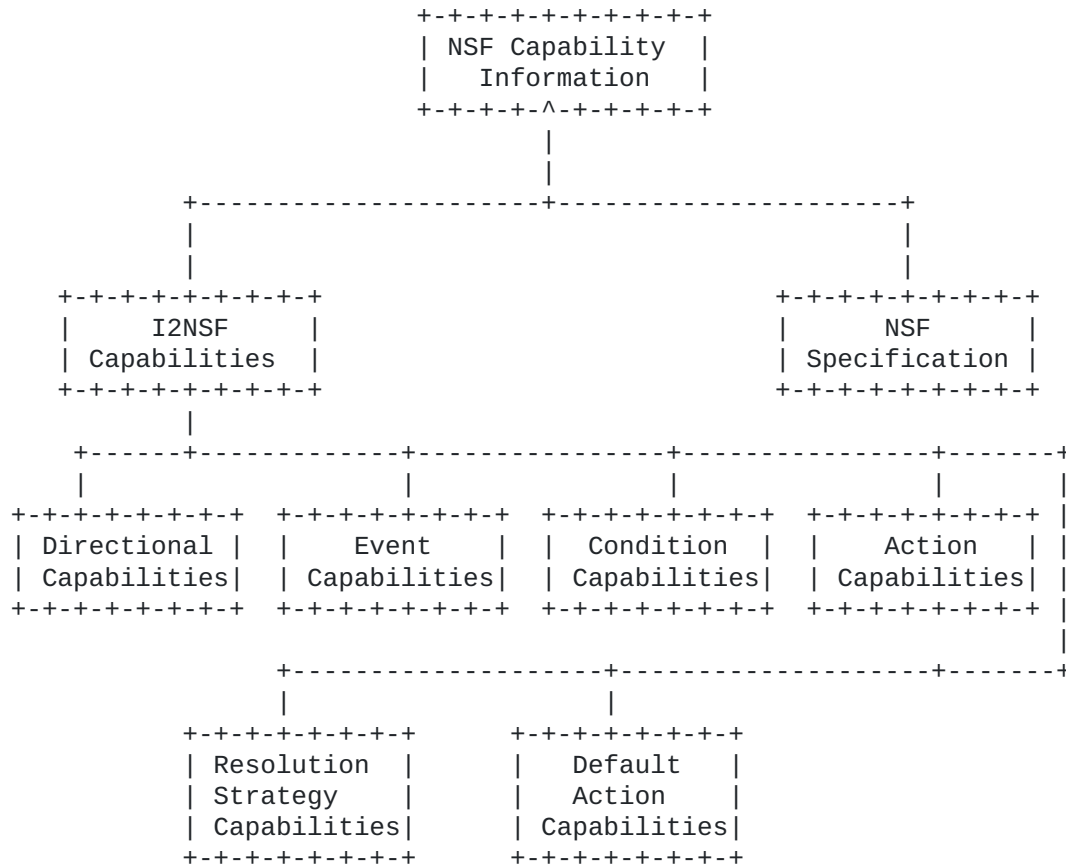 +-+-+-+-+-+-+-+-+-+
| NSF Capability  |
|   Information   |
+-+-+-+-^-+-+-+-+-+
|
|
+----------------------+----------------------+
|                                             |
|                                             |
+-+-+-+-+-+-+-+-+                             +-+-+-+-+-+-+-+-+
|     I2NSF     |                             |      NSF      |
| Capabilities  |                             | Specification |
+-+-+-+-+-+-+-+-+                             +-+-+-+-+-+-+-+-+
|
+------+-------------+----------------+----------------+-------+
|                    |                |                |       |
+-+-+-+-+-+-+-+  +-+-+-+-+-+-+-+  +-+-+-+-+-+-+-+  +-+-+-+-+-+-+-+ |
| Directional |  |    Event    |  |  Condition  |  |    Action   | |
| Capabilities|  | Capabilities|  | Capabilities|  | Capabilities| |
+-+-+-+-+-+-+-+  +-+-+-+-+-+-+-+  +-+-+-+-+-+-+-+  +-+-+-+-+-+-+-+ |
|
+--------------------+--------------------+-------+
|                    |
+-+-+-+-+-+-+-+      +-+-+-+-+-+-+-+
| Resolution  |      |   Default   |
| Strategy    |      |   Action    |
| Capabilities|      | Capabilities|
+-+-+-+-+-+-+-+      +-+-+-+-+-+-+-+